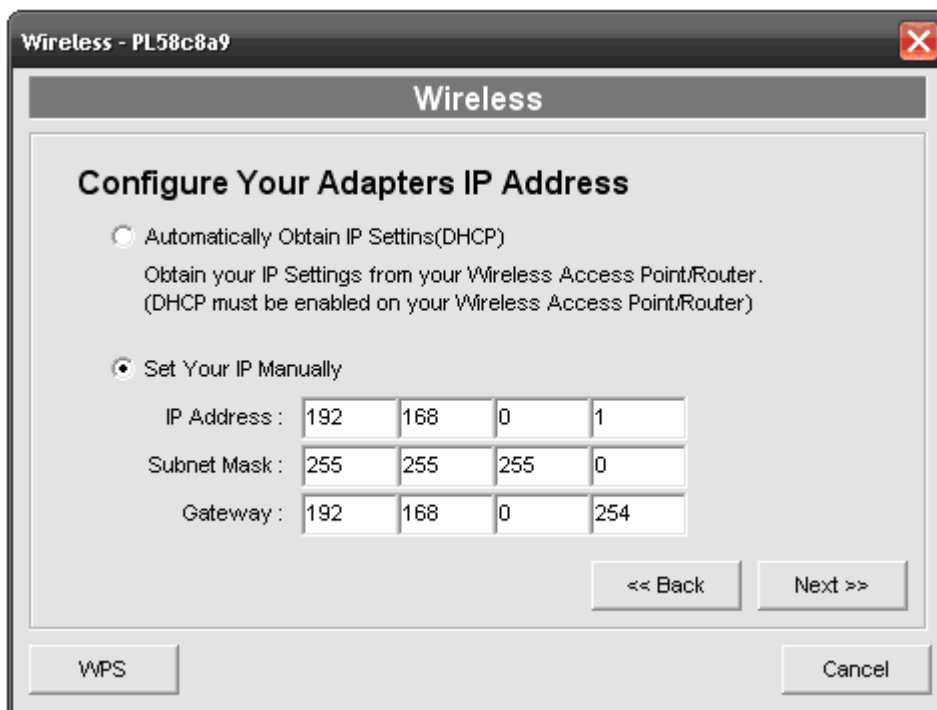 Wireless - PL58c8a9
Wireless
Configure Your Adapters IP Address
Automatically Obtain IP Settins(DHCP)
Obtain your IP Settings from your Wireless Access Point/Router.
(DHCP must be enabled on your Wireless Access Point/Router)
Set Your IP Manually
IP Address : 192 168 0 1
Subnet Mask : 255 255 255 0
Gateway : 192 168 0 254
<< Back Next >>
WPS Cancel